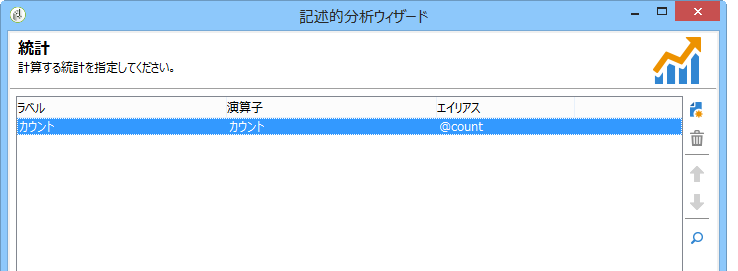 記述的分析ウィザード
統計
計算する統計を指定してください。
ラベル 演算子 エイリアス
カウント カウント @count